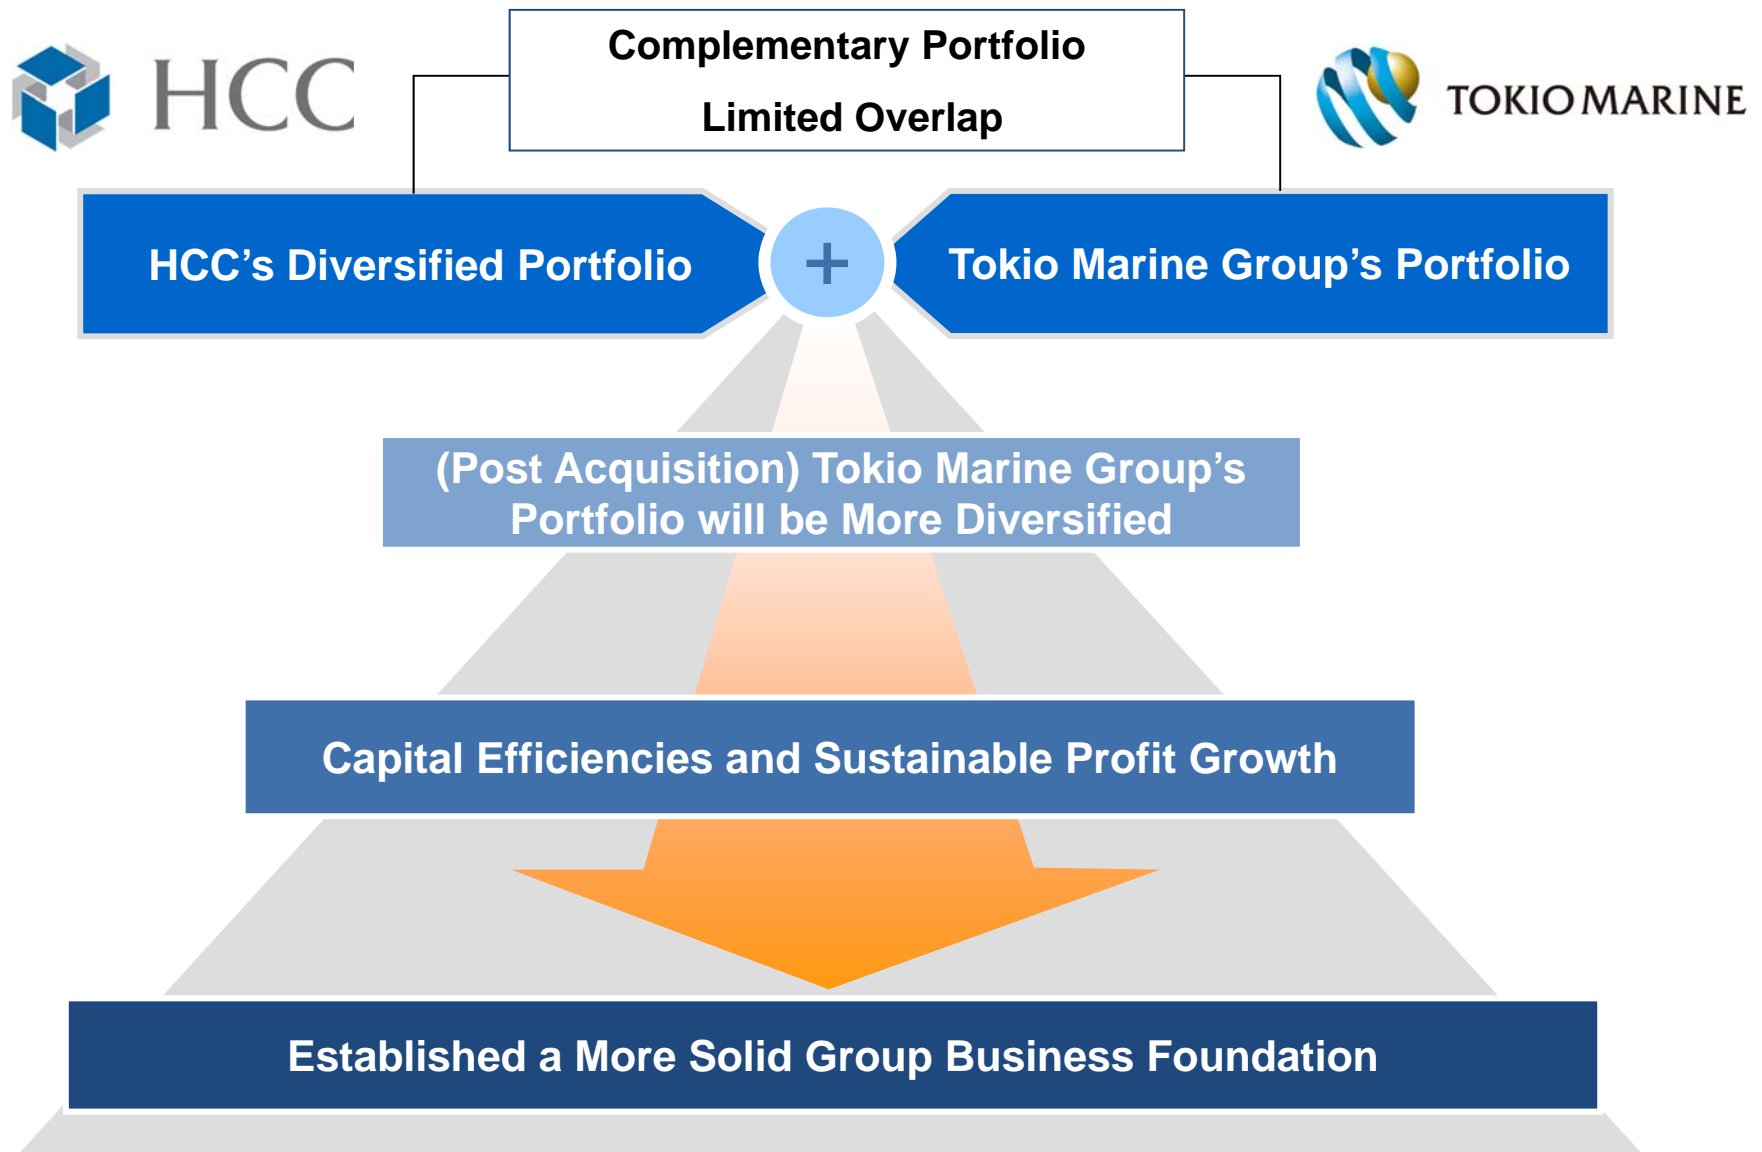 Complementary Portfolio
Limited Overlap
HCC
TOKIO MARINE
HCC’s Diversified Portfolio
+
Tokio Marine Group’s Portfolio
(Post Acquisition) Tokio Marine Group’s
Portfolio will be More Diversified
Capital Efficiencies and Sustainable Profit Growth
Established a More Solid Group Business Foundation